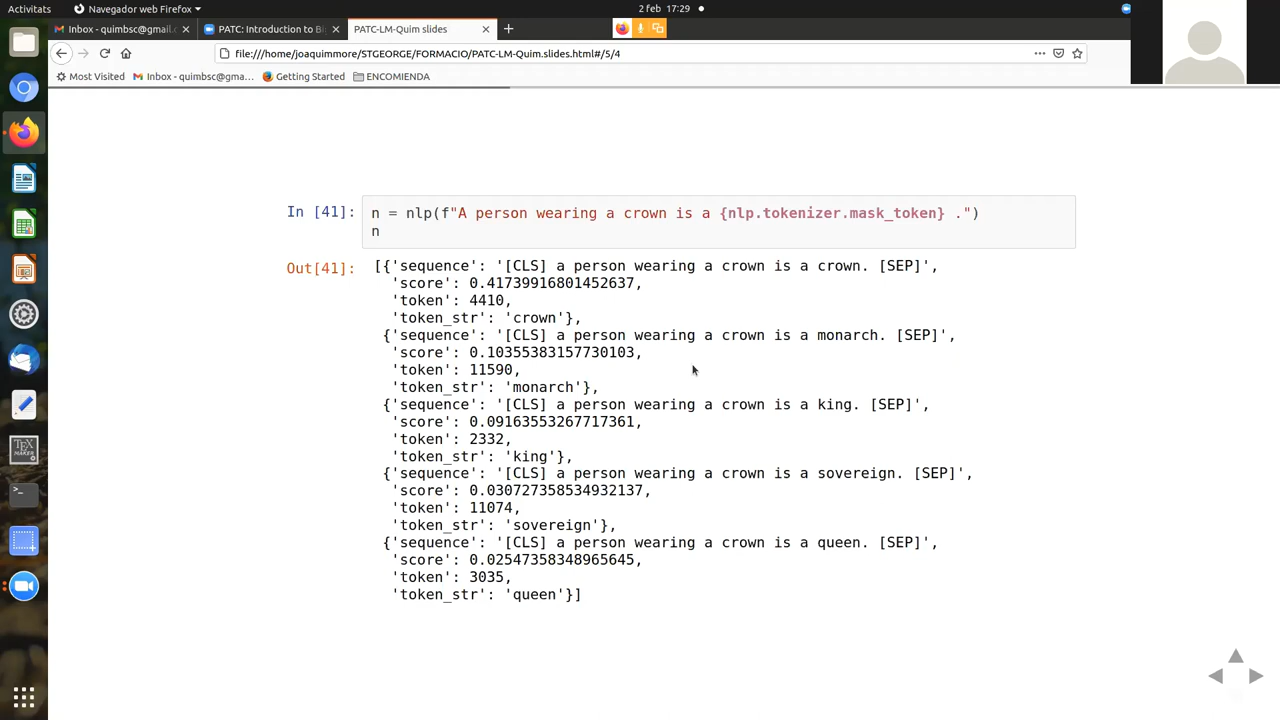 Activitats
Navegador web Firefox
2 feb 17:29
Inbox - quimbsc@gmail.c
PATC: Introduction to Bi
PATC-LM-Quim slides
file:///home/joaquimmore/STGEORGE/FORMACIO/PATC-LM-Quim.slides.html#/5/4
Most Visited
Inbox - quimbsc@gma...
Getting Started
ENCOMIENDA
In [41]:
n = nlp(f"A person wearing a crown is a {nlp.tokenizer.mask_token} .")
n
Out[41]:
[{'sequence': '[CLS] a person wearing a crown is a crown. [SEP]',
'score': 0.41739916801452637,
'token': 4410,
'token_str': 'crown'},
{'sequence': '[CLS] a person wearing a crown is a monarch. [SEP]',
'score': 0.10355383157730103,
'token': 11590,
'token_str': 'monarch'},
{'sequence': '[CLS] a person wearing a crown is a king. [SEP]',
'score': 0.09163553267717361,
'token': 2332,
'token_str': 'king'},
{'sequence': '[CLS] a person wearing a crown is a sovereign. [SEP]',
'score': 0.030727358534932137,
'token': 11074,
'token_str': 'sovereign'},
{'sequence': '[CLS] a person wearing a crown is a queen. [SEP]',
'score': 0.02547358348965645,
'token': 3035,
'token_str': 'queen'}]
TEX
MAKER